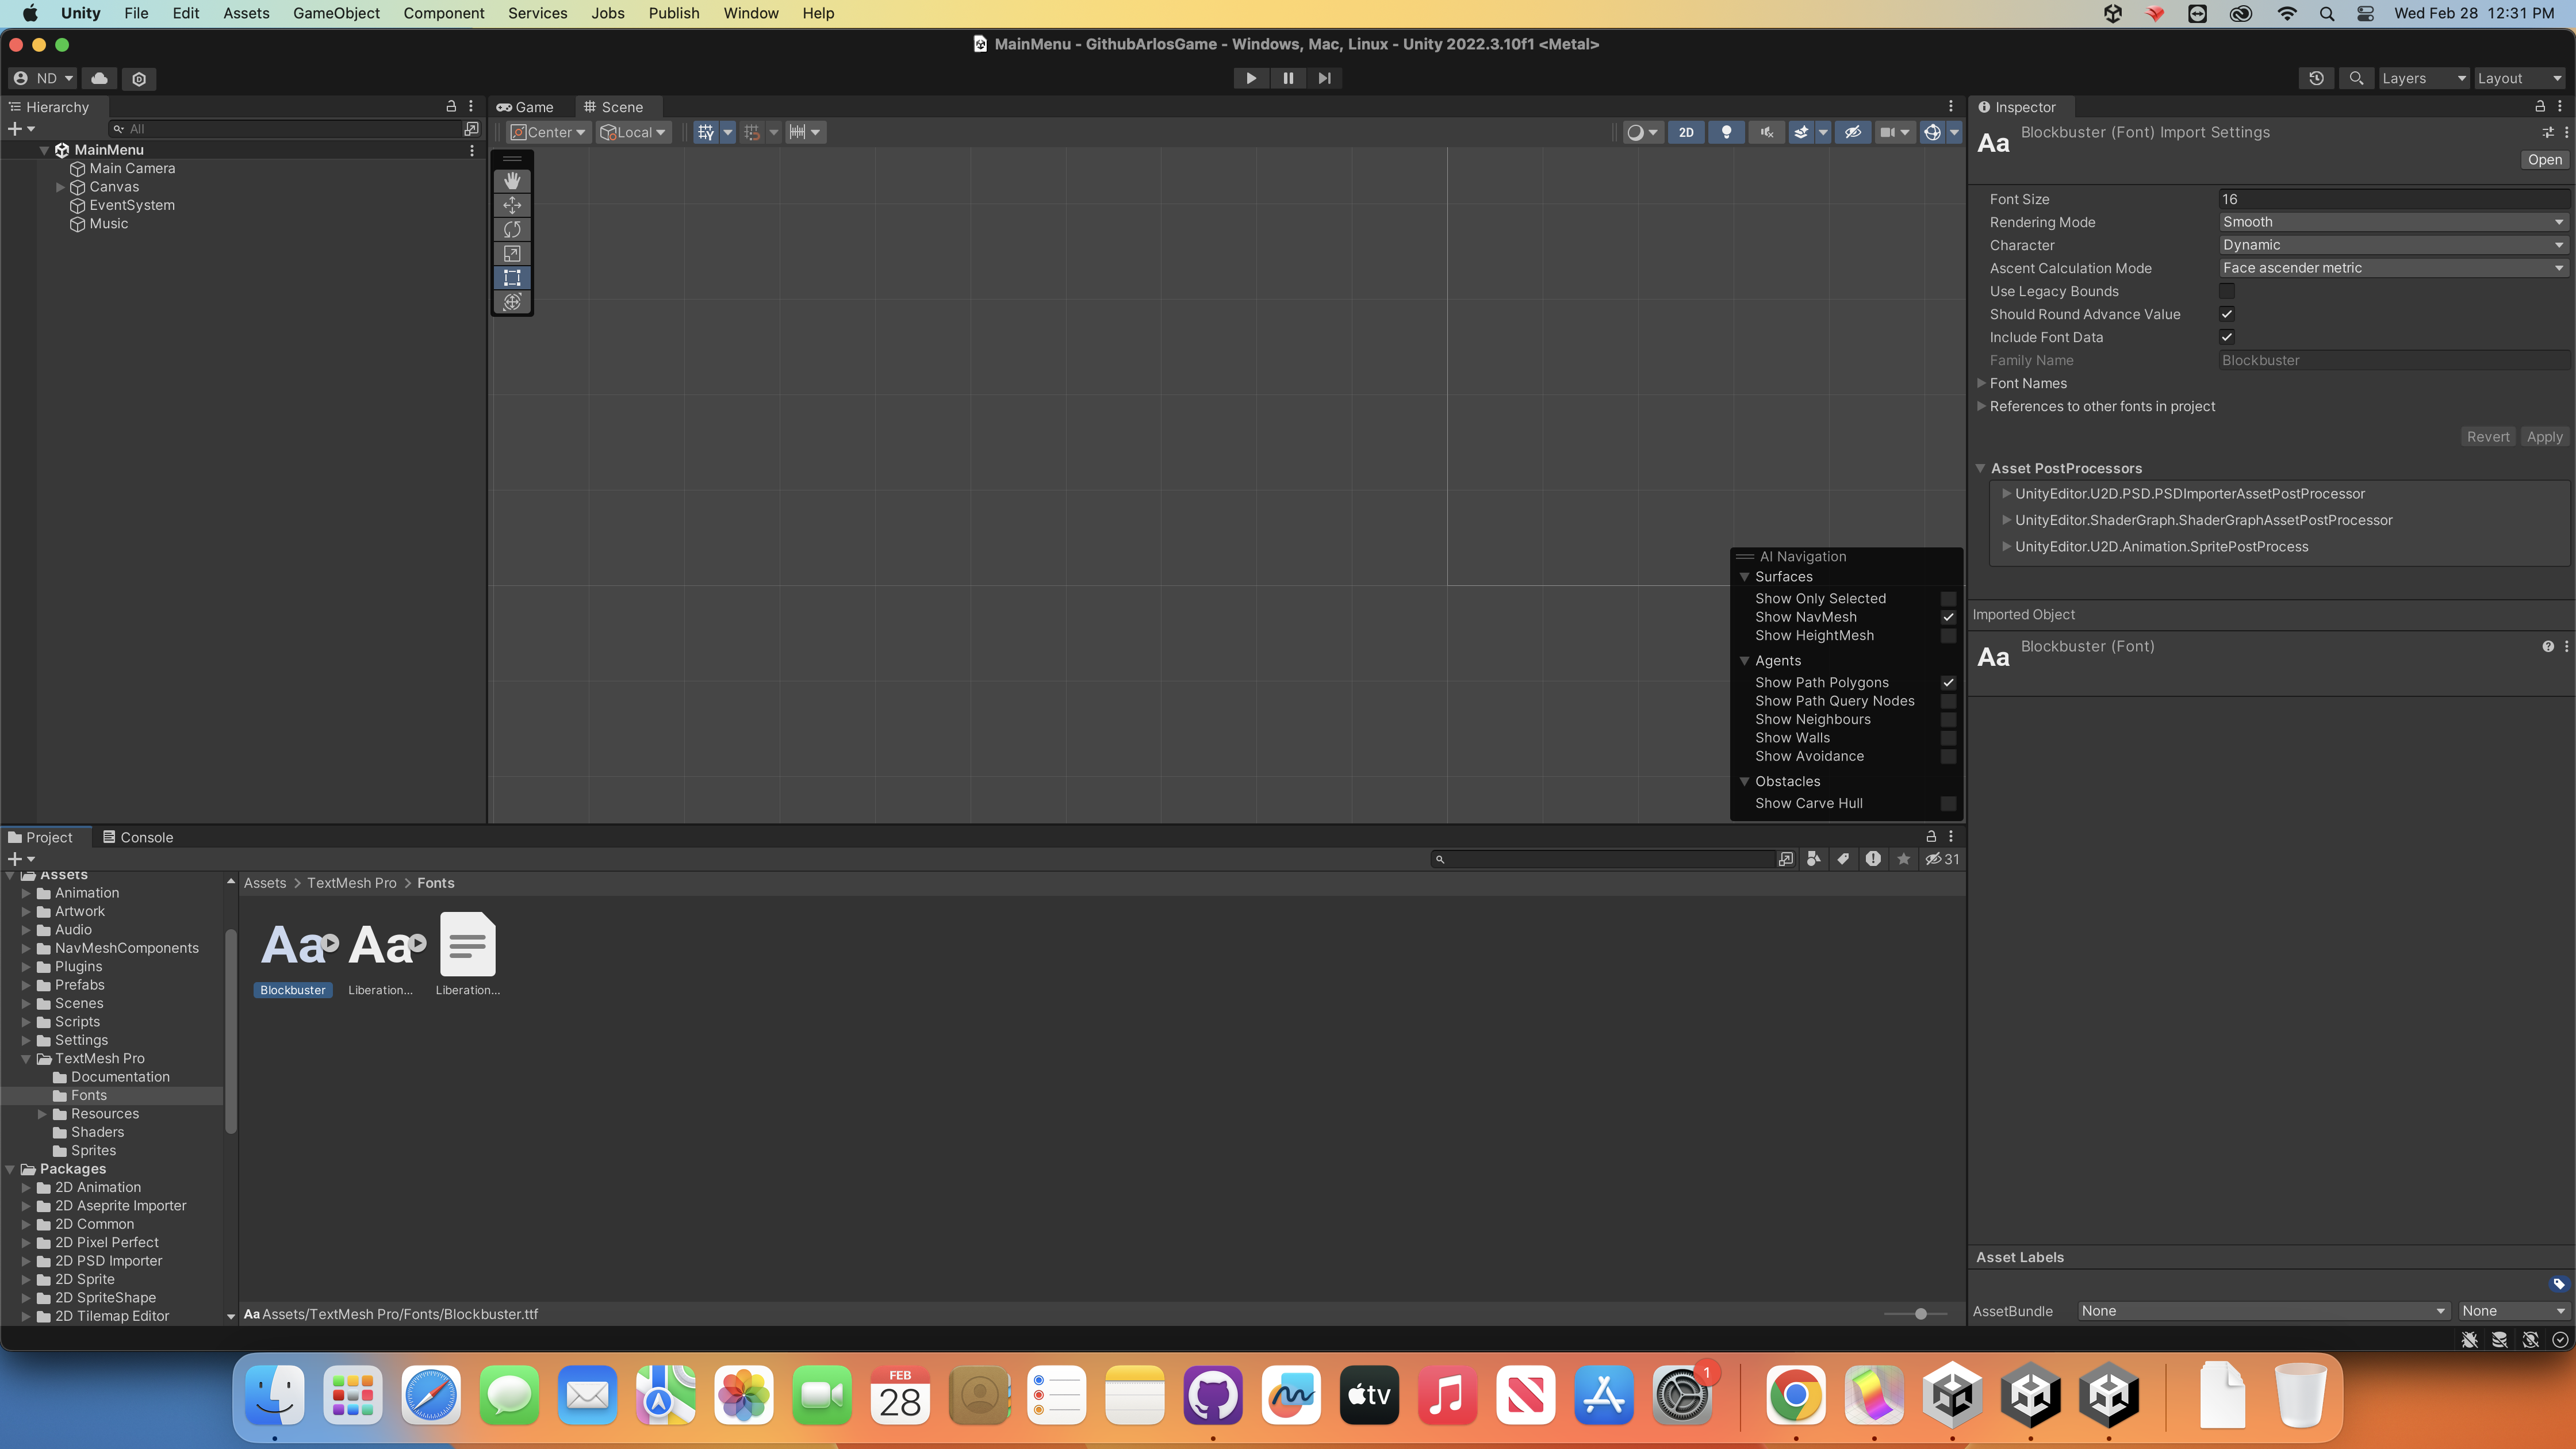 Unity File Edit Assets GameObject Component Services Jobs Publish Window Help Wed Feb 28 12:31 PM
MainMenu - GithubArlosGame - Windows, Mac, Linux - Unity 2022.3.10f1 <Metal>
ND Layers Layout
Hierarchy
All
MainMenu
Main Camera
Canvas
EventSystem
Music
Game Scene
Center Local 2D
AI Navigation
Surfaces
Show Only Selected
Show NavMesh
Show HeightMesh
Agents
Show Path Polygons
Show Path Query Nodes
Show Neighbours
Show Walls
Show Avoidance
Obstacles
Show Carve Hull
Inspector
Aa Blockbuster (Font) Import Settings
Open
Font Size 16
Rendering Mode Smooth
Character Dynamic
Ascent Calculation Mode Face ascender metric
Use Legacy Bounds
Should Round Advance Value
Include Font Data
Family Name Blockbuster
Font Names
References to other fonts in project
Revert Apply
Asset PostProcessors
UnityEditor.U2D.PSD.PSDImporterAssetPostProcessor
UnityEditor.ShaderGraph.ShaderGraphAssetPostProcessor
UnityEditor.U2D.Animation.SpritePostProcess
Imported Object
Aa Blockbuster (Font)
Asset Labels
AssetBundle None None
Project Console
31
Assets
Animation
Artwork
Audio
NavMeshComponents
Plugins
Prefabs
Scenes
Scripts
Settings
TextMesh Pro
Documentation
Fonts
Resources
Shaders
Sprites
Packages
2D Animation
2D Aseprite Importer
2D Common
2D Pixel Perfect
2D PSD Importer
2D Sprite
2D SpriteShape
2D Tilemap Editor
Assets > TextMesh Pro > Fonts
Aa Aa
Blockbuster Liberation... Liberation...
Aa Assets/TextMesh Pro/Fonts/Blockbuster.ttf
FEB
28
tv
1